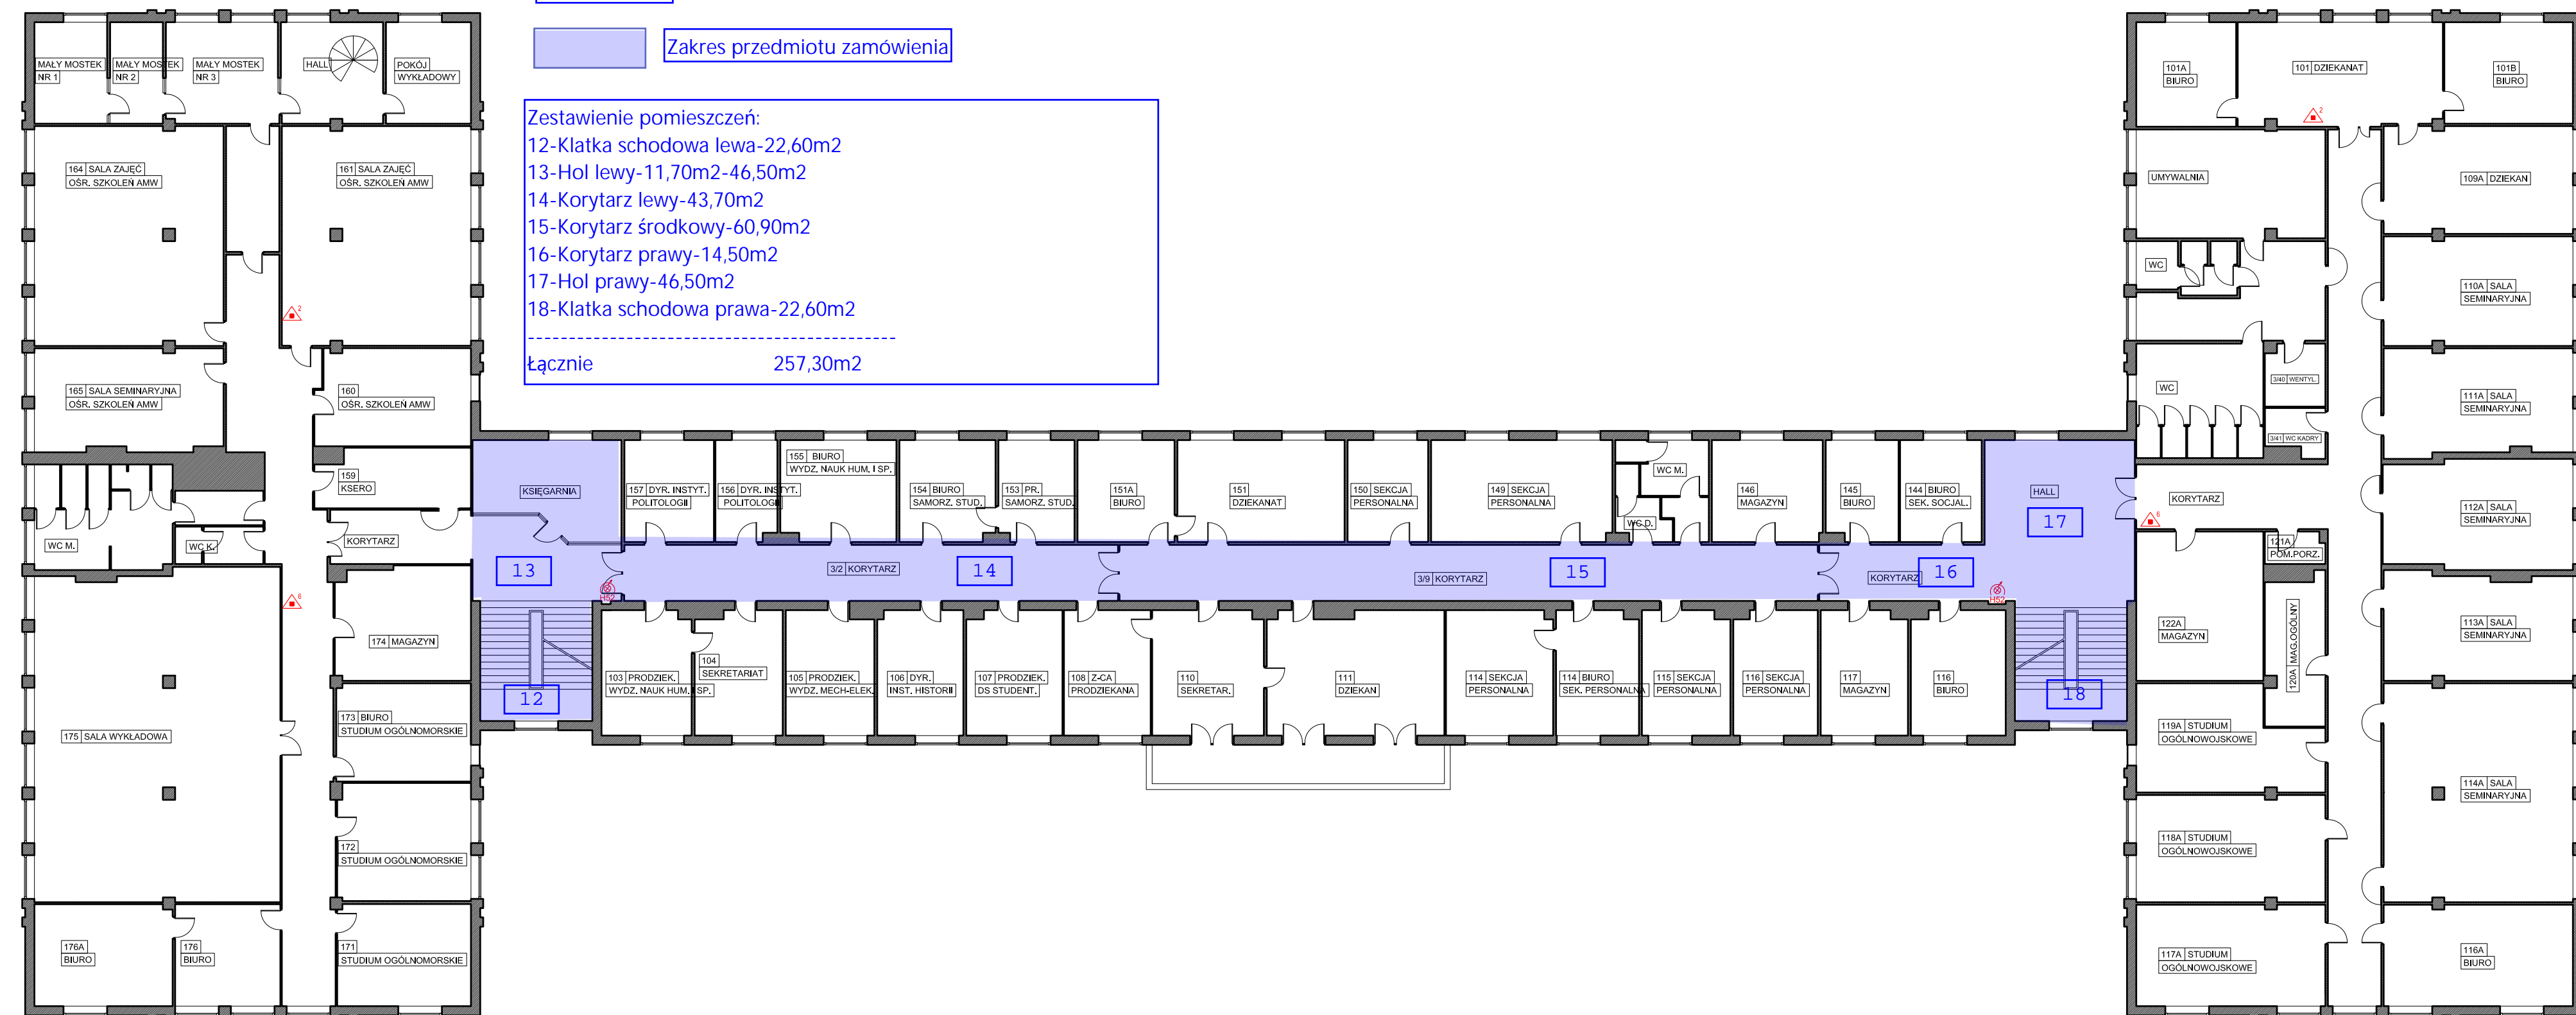 Zakres przedmiotu zamówienia
Zestawienie pomieszczeń:
12-Klatka schodowa lewa-22,60m2
13-Hol lewy-11,70m2-46,50m2
14-Korytarz lewy-43,70m2
15-Korytarz środkowy-60,90m2
16-Korytarz prawy-14,50m2
17-Hol prawy-46,50m2
18-Klatka schodowa prawa-22,60m2
--------------------------------------------------
Łącznie 257,30m2
MAŁY MOSTEK
NR 1
MAŁY MOSTEK
NR 2
MAŁY MOSTEK
NR 3
HALL
POKÓJ
WYKŁADOWY
164 SALA ZAJĘĆ
OŚR. SZKOLEŃ AMW
161 SALA ZAJĘĆ
OŚR. SZKOLEŃ AMW
2
165 SALA SEMINARYJNA
OŚR. SZKOLEŃ AMW
160
OŚR. SZKOLEŃ AMW
159
KSERO
WC M.
WC K.
KORYTARZ
6
174 MAGAZYN
175 SALA WYKŁADOWA
173 BIURO
STUDIUM OGÓLNOMORSKIE
172
STUDIUM OGÓLNOMORSKIE
176A
BIURO
176
BIURO
171
STUDIUM OGÓLNOMORSKIE
KSIĘGARNIA
157 DYR. INSTYT.
POLITOLOGII
156 DYR. INSTYT.
POLITOLOGII
155 BIURO
WYDZ. NAUK HUM. I SP.
154 BIURO
SAMORZ. STUD.
153 PR.
SAMORZ. STUD.
151A
BIURO
151
DZIEKANAT
150 SEKCJA
PERSONALNA
149 SEKCJA
PERSONALNA
WC M.
WC D.
146
MAGAZYN
145
BIURO
144 BIURO
SEK. SOCJAL.
HALL
17
13
H52
3/2 KORYTARZ
14
3/9 KORYTARZ
15
KORYTARZ
16
H52
12
103 PRODZIEK.
WYDZ. NAUK HUM. I SP.
104
SEKRETARIAT
105 PRODZIEK.
WYDZ. MECH-ELEK.
106 DYR.
INST. HISTORII
107 PRODZIEK.
DS STUDENT.
108 Z-CA
PRODZIEKANA
110
SEKRETAR.
111
DZIEKAN
114 SEKCJA
PERSONALNA
114 BIURO
SEK. PERSONALNA
115 SEKCJA
PERSONALNA
116 SEKCJA
PERSONALNA
117
MAGAZYN
116
BIURO
18
101A
BIURO
101 DZIEKANAT
2
101B
BIURO
UMYWALNIA
109A DZIEKAN
WC
110A SALA
SEMINARYJNA
WC
3/40 WENTYL.
111A SALA
SEMINARYJNA
3/41 WC KADRY
KORYTARZ
6
112A SALA
SEMINARYJNA
121A
POM.PORZ.
122A
MAGAZYN
120A MAG.OGÓLNY
113A SALA
SEMINARYJNA
119A STUDIUM
OGÓLNOWOJSKOWE
114A SALA
SEMINARYJNA
118A STUDIUM
OGÓLNOWOJSKOWE
117A STUDIUM
OGÓLNOWOJSKOWE
116A
BIURO